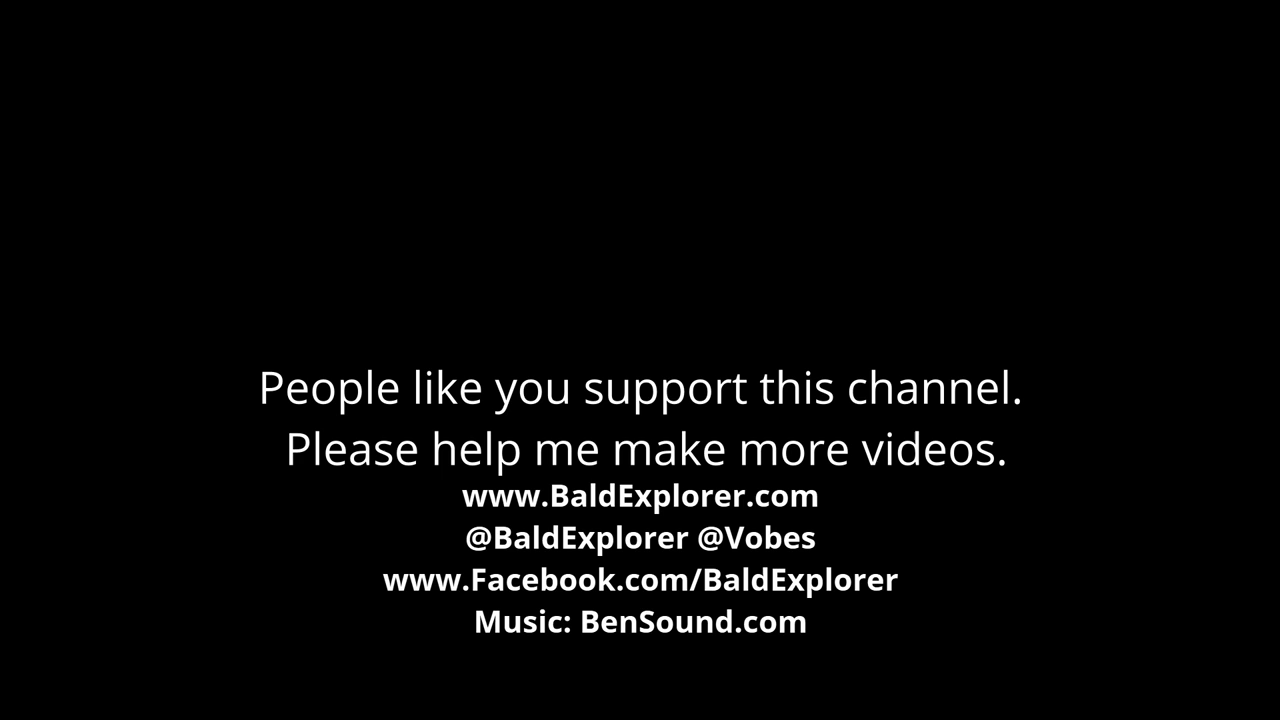 People like you support this channel.
Please help me make more videos.
www.BaldExplorer.com
@BaldExplorer @Vobes
www.Facebook.com/BaldExplorer
Music: BenSound.com